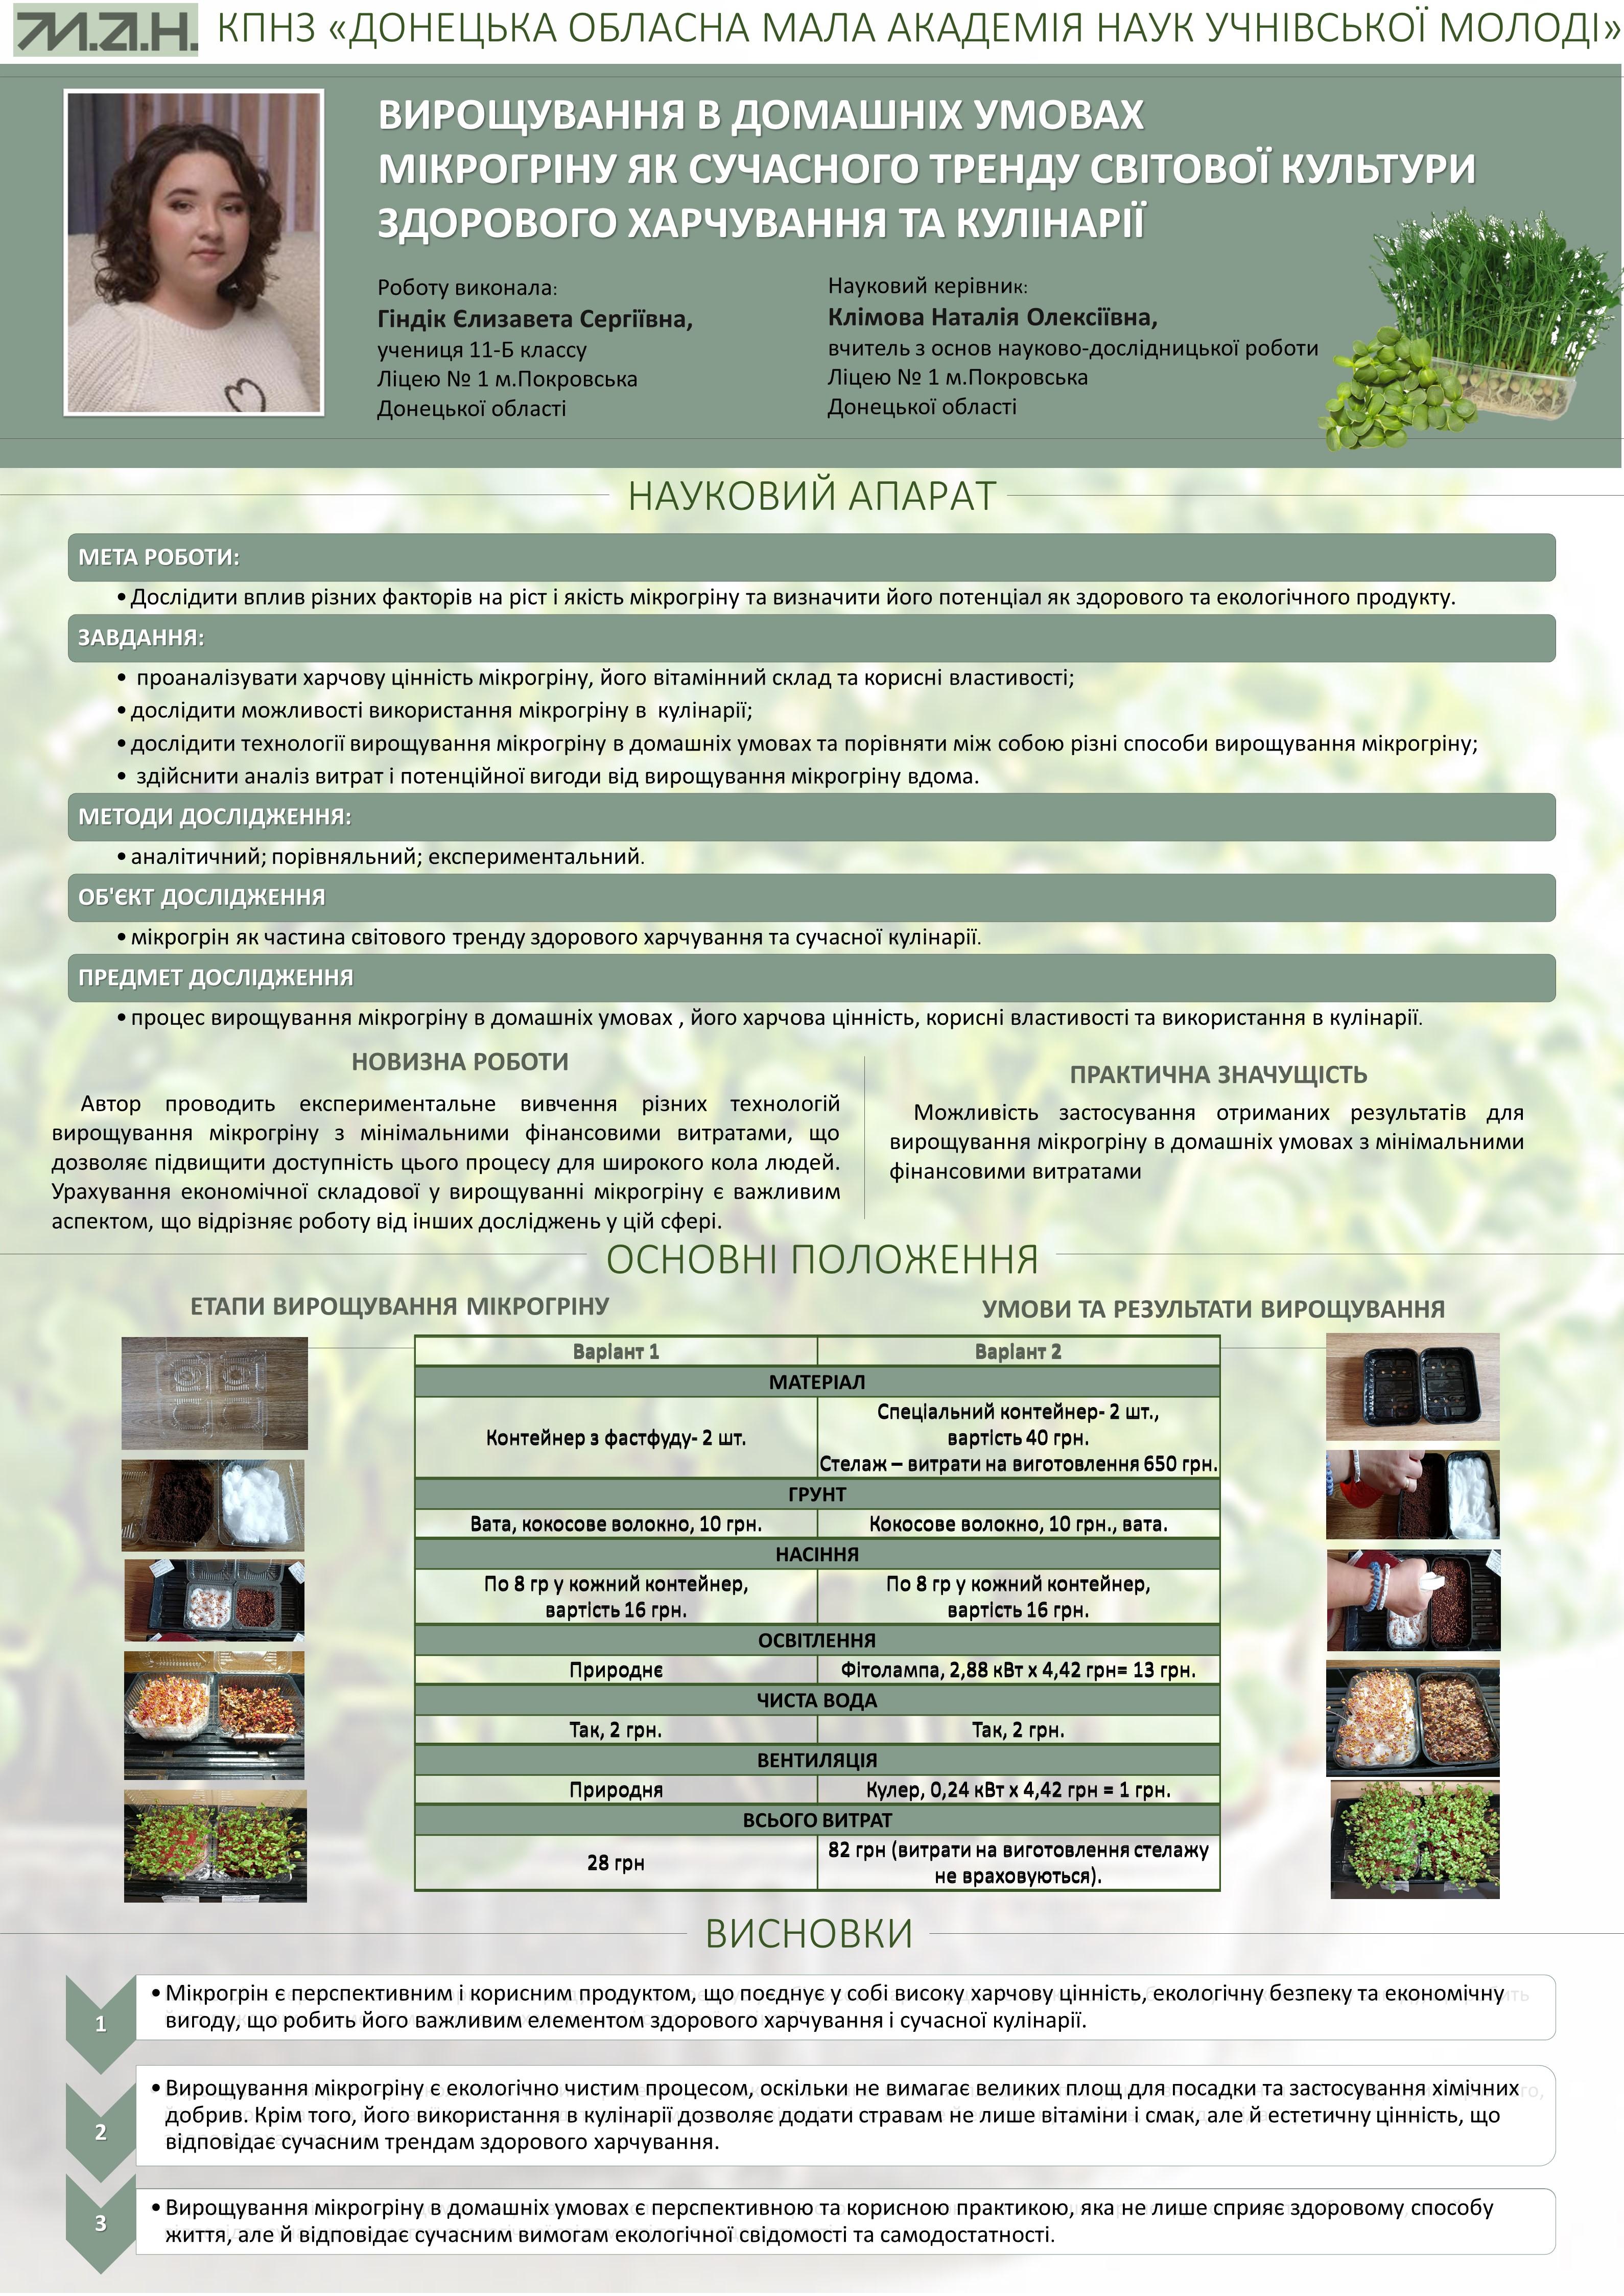 М.А.Н.
КПНЗ «ДОНЕЦЬКА ОБЛАСНА МАЛА АКАДЕМІЯ НАУК УЧНІВСЬКОЇ МОЛОДІ»
ВИРОЩУВАННЯ В ДОМАШНІХ УМОВАХ
МІКРОГРІНУ ЯК СУЧАСНОГО ТРЕНДУ СВІТОВОЇ КУЛЬТУРИ
ЗДОРОВОГО ХАРЧУВАННЯ ТА КУЛІНАРІЇ
Роботу виконала:
Гіндік Єлизавета Сергіївна,
учениця 11-Б классу
Ліцею № 1 м.Покровська
Донецької області
Науковий керівник:
Клімова Наталія Олексіївна,
вчитель з основ науково-дослідницької роботи
Ліцею № 1 м.Покровська
Донецької області
НАУКОВИЙ АПАРАТ
МЕТА РОБОТИ:
• Дослідити вплив різних факторів на ріст і якість мікрогріну та визначити його потенціал як здорового та екологічного продукту.
ЗАВДАННЯ:
• проаналізувати харчову цінність мікрогріну, його вітамінний склад та корисні властивості;
• дослідити можливості використання мікрогріну в кулінарії;
• дослідити технології вирощування мікрогріну в домашніх умовах та порівняти між собою різні способи вирощування мікрогріну;
• здійснити аналіз витрат і потенційної вигоди від вирощування мікрогріну вдома.
МЕТОДИ ДОСЛІДЖЕННЯ:
• аналітичний; порівняльний; експериментальний.
ОБ'ЄКТ ДОСЛІДЖЕННЯ
• мікрогрін як частина світового тренду здорового харчування та сучасної кулінарії.
ПРЕДМЕТ ДОСЛІДЖЕННЯ
• процес вирощування мікрогріну в домашніх умовах , його харчова цінність, корисні властивості та використання в кулінарії.
НОВИЗНА РОБОТИ
Автор проводить експериментальне вивчення різних технологій
вирощування мікрогріну з мінімальними фінансовими витратами, що
дозволяє підвищити доступність цього процесу для широкого кола людей.
Урахування економічної складової у вирощуванні мікрогріну є важливим
аспектом, що відрізняє роботу від інших досліджень у цій сфері.
ПРАКТИЧНА ЗНАЧУЩІСТЬ
Можливість застосування отриманих результатів для
вирощування мікрогріну в домашніх умовах з мінімальними
фінансовими витратами
ОСНОВНІ ПОЛОЖЕННЯ
ЕТАПИ ВИРОЩУВАННЯ МІКРОГРІНУ
УМОВИ ТА РЕЗУЛЬТАТИ ВИРОЩУВАННЯ
Варіант 1
Варіант 2
МАТЕРІАЛ
Контейнер з фастфуду- 2 шт.
Спеціальний контейнер- 2 шт.,
вартість 40 грн.
Стелаж – витрати на виготовлення 650 грн.
ГРУНТ
Вата, кокосове волокно, 10 грн.
Кокосове волокно, 10 грн., вата.
НАСІННЯ
По 8 гр у кожний контейнер,
вартість 16 грн.
По 8 гр у кожний контейнер,
вартість 16 грн.
ОСВІТЛЕННЯ
Природнє
Фітолампа, 2,88 кВт х 4,42 грн= 13 грн.
ЧИСТА ВОДА
Так, 2 грн.
Так, 2 грн.
ВЕНТИЛЯЦІЯ
Природня
Кулер, 0,24 кВт х 4,42 грн = 1 грн.
ВСЬОГО ВИТРАТ
28 грн
82 грн (витрати на виготовлення стелажу
не враховуються).
ВИСНОВКИ
1
• Мікрогрін є перспективним і корисним продуктом, що поєднує у собі високу харчову цінність, екологічну безпеку та економічну
вигоду, що робить його важливим елементом здорового харчування і сучасної кулінарії.
2
• Вирощування мікрогріну є екологічно чистим процесом, оскільки не вимагає великих площ для посадки та застосування хімічних
добрив. Крім того, його використання в кулінарії дозволяє додати стравам не лише вітаміни і смак, але й естетичну цінність, що
відповідає сучасним трендам здорового харчування.
3
• Вирощування мікрогріну в домашніх умовах є перспективною та корисною практикою, яка не лише сприяє здоровому способу
життя, але й відповідає сучасним вимогам екологічної свідомості та самодостатності.